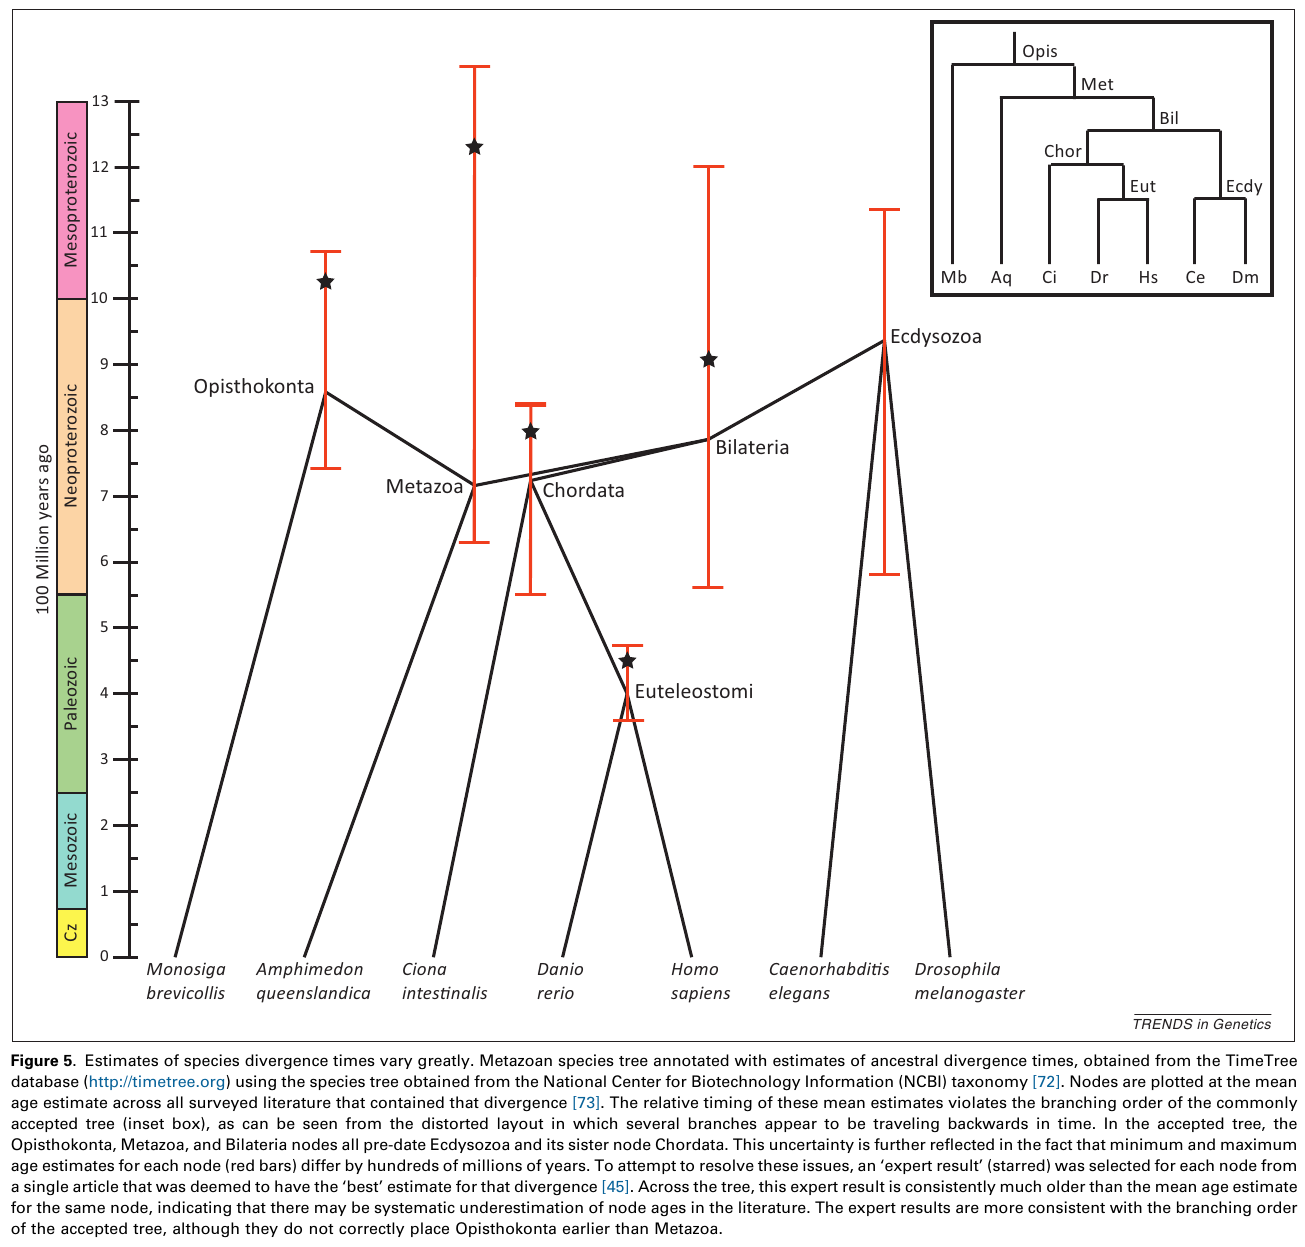 Opis
Met
Bil
Chor
Eut
Ecdy
Mb Aq Ci Dr Hs Ce Dm
100 Million years ago
Mesoproterozoic
Neoproterozoic
Paleozoic
Mesozoic
Cz
13
12
11
10
9
8
7
6
5
4
3
2
1
0
Ecdysozoa
Opisthokonta
Bilateria
Metazoa
Chordata
Euteleostomi
Monosiga
brevicollis
Amphimedon
queenslandica
Ciona
intestinalis
Danio
rerio
Homo
sapiens
Caenorhabditis
elegans
Drosophila
melanogaster
TRENDS in Genetics
Figure 5. Estimates of species divergence times vary greatly. Metazoan species tree annotated with estimates of ancestral divergence times, obtained from the TimeTree
database (http://timetree.org) using the species tree obtained from the National Center for Biotechnology Information (NCBI) taxonomy [72]. Nodes are plotted at the mean
age estimate across all surveyed literature that contained that divergence [73]. The relative timing of these mean estimates violates the branching order of the commonly
accepted tree (inset box), as can be seen from the distorted layout in which several branches appear to be traveling backwards in time. In the accepted tree, the
Opisthokonta, Metazoa, and Bilateria nodes all pre-date Ecdysozoa and its sister node Chordata. This uncertainty is further reflected in the fact that minimum and maximum
age estimates for each node (red bars) differ by hundreds of millions of years. To attempt to resolve these issues, an ‘expert result’ (starred) was selected for each node from
a single article that was deemed to have the ‘best’ estimate for that divergence [45]. Across the tree, this expert result is consistently much older than the mean age estimate
for the same node, indicating that there may be systematic underestimation of node ages in the literature. The expert results are more consistent with the branching order
of the accepted tree, although they do not correctly place Opisthokonta earlier than Metazoa.